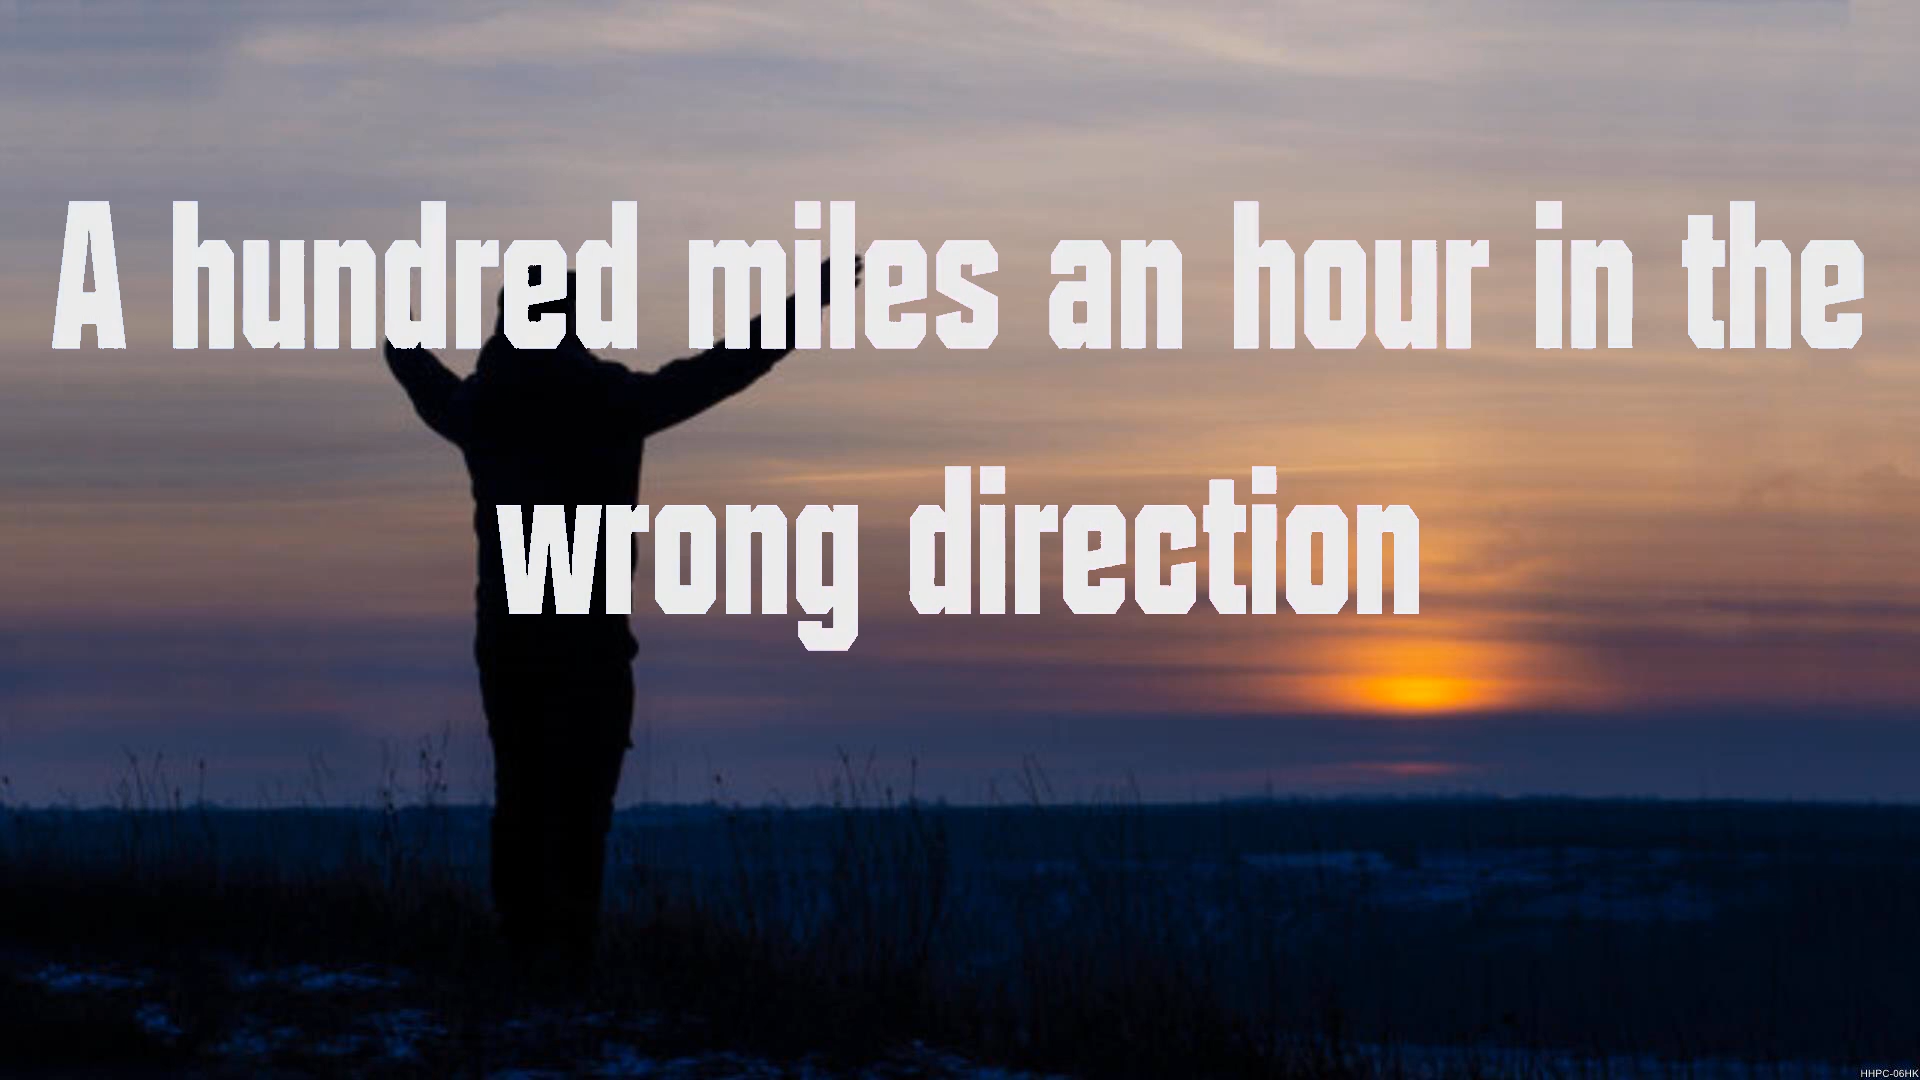 A hundred miles an hour in the
wrong direction
HHPC-06HK